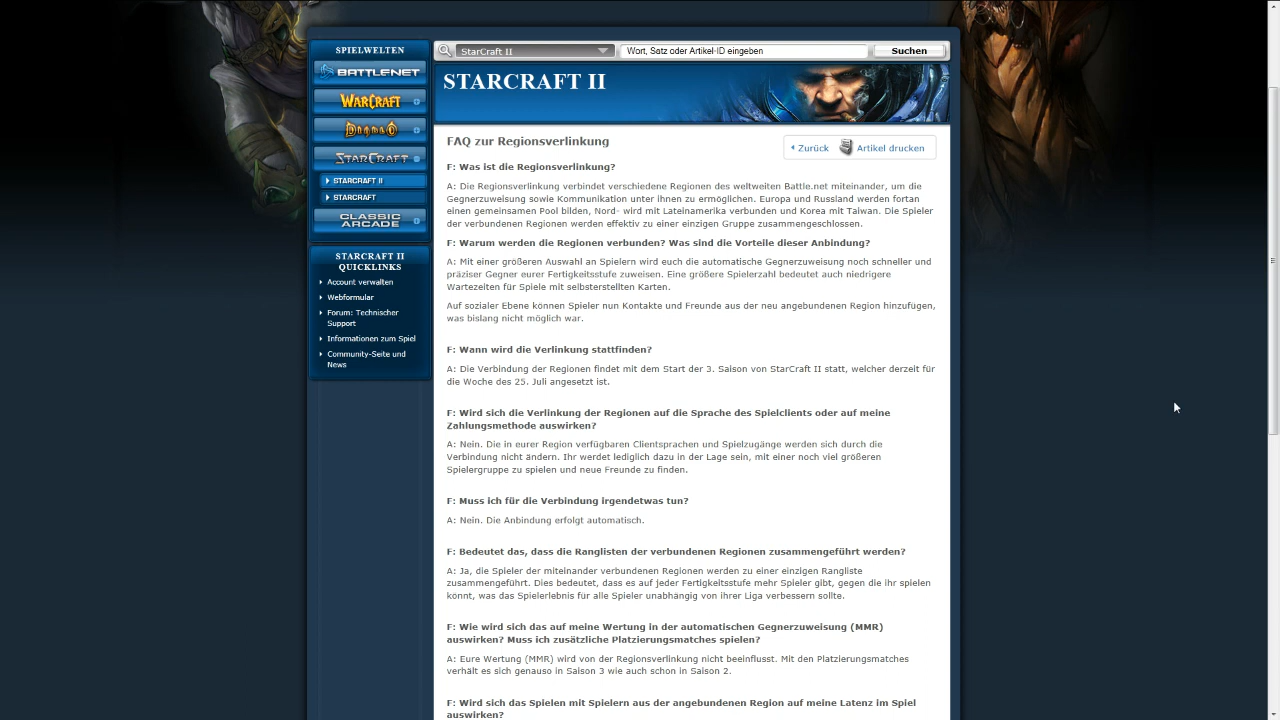 SPIELWELTEN
BATTLENET
WARCRAFT
DIABLO
STARCRAFT
STARCRAFT II
STARCRAFT
CLASSIC
ARCADE
STARCRAFT II
QUICKLINKS
Account verwalten
Webformular
Forum: Technischer
Support
Informationen zum Spiel
Community-Seite und
News
StarCraft II
Wort, Satz oder Artikel-ID eingeben
Suchen
STARCRAFT II
FAQ zur Regionsverlinkung
Zurück
Artikel drucken
F: Was ist die Regionsverlinkung?
A: Die Regionsverlinkung verbindet verschiedene Regionen des weltweiten Battle.net miteinander, um die
Gegnerzuweisung sowie Kommunikation unter ihnen zu ermöglichen. Europa und Russland werden fortan
einen gemeinsamen Pool bilden, Nord- wird mit Lateinamerika verbunden und Korea mit Taiwan. Die Spieler
der verbundenen Regionen werden effektiv zu einer einzigen Gruppe zusammengeschlossen.
F: Warum werden die Regionen verbunden? Was sind die Vorteile dieser Anbindung?
A: Mit einer größeren Auswahl an Spielern wird euch die automatische Gegnerzuweisung noch schneller und
präziser Gegner eurer Fertigkeitsstufe zuweisen. Eine größere Spielerzahl bedeutet auch niedrigere
Wartezeiten für Spiele mit selbsterstellten Karten.
Auf sozialer Ebene können Spieler nun Kontakte und Freunde aus der neu angebundenen Region hinzufügen,
was bislang nicht möglich war.
F: Wann wird die Verlinkung stattfinden?
A: Die Verbindung der Regionen findet mit dem Start der 3. Saison von StarCraft II statt, welcher derzeit für
die Woche des 25. Juli angesetzt ist.
F: Wird sich die Verlinkung der Regionen auf die Sprache des Spielclients oder auf meine
Zahlungsmethode auswirken?
A: Nein. Die in eurer Region verfügbaren Clientsprachen und Spielzugänge werden sich durch die
Verbindung nicht ändern. Ihr werdet lediglich dazu in der Lage sein, mit einer noch viel größeren
Spielergruppe zu spielen und neue Freunde zu finden.
F: Muss ich für die Verbindung irgendetwas tun?
A: Nein. Die Anbindung erfolgt automatisch.
F: Bedeutet das, dass die Ranglisten der verbundenen Regionen zusammengeführt werden?
A: Ja, die Spieler der miteinander verbundenen Regionen werden zu einer einzigen Rangliste
zusammengeführt. Dies bedeutet, dass es auf jeder Fertigkeitsstufe mehr Spieler gibt, gegen die ihr spielen
könnt, was das Spielerlebnis für alle Spieler unabhängig von ihrer Liga verbessern sollte.
F: Wie wird sich das auf meine Wertung in der automatischen Gegnerzuweisung (MMR)
auswirken? Muss ich zusätzliche Platzierungsmatches spielen?
A: Eure Wertung (MMR) wird von der Regionsverlinkung nicht beeinflusst. Mit den Platzierungsmatches
verhält es sich genauso in Saison 3 wie auch schon in Saison 2.
F: Wird sich das Spielen mit Spielern aus der angebundenen Region auf meine Latenz im Spiel
auswirken?